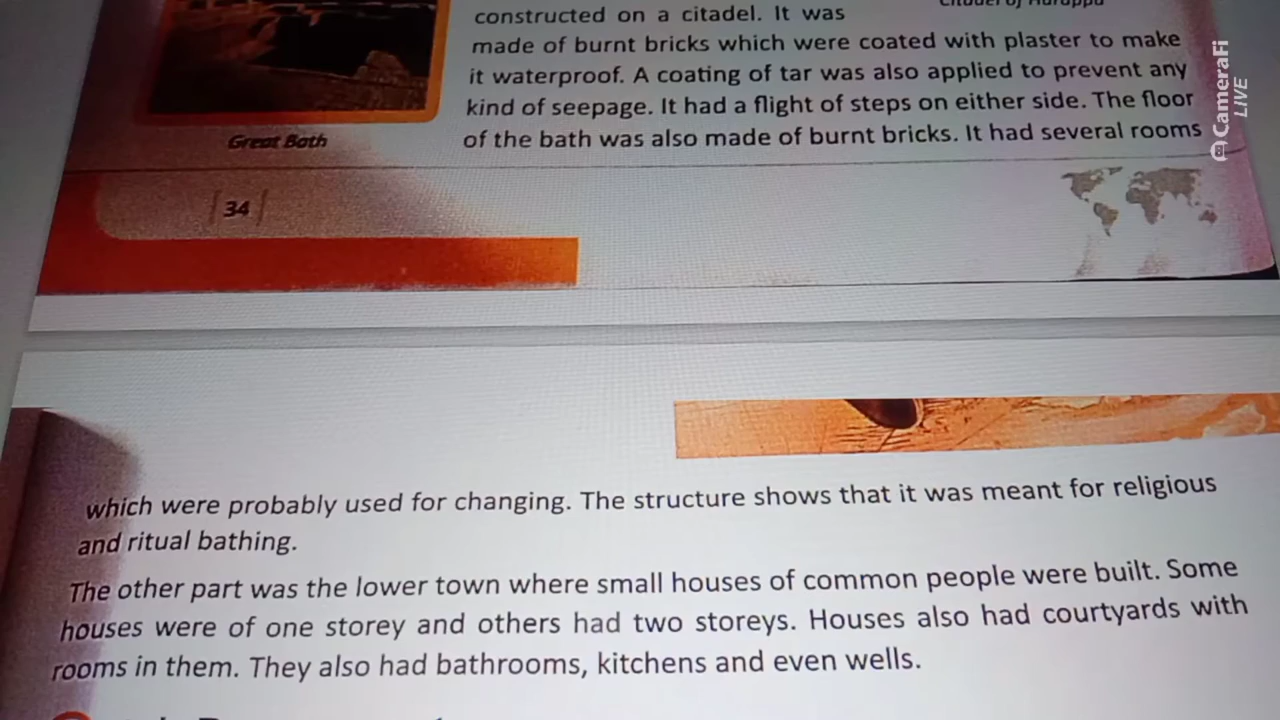 constructed on a citadel. It was
made of burnt bricks which were coated with plaster to make
it waterproof. A coating of tar was also applied to prevent any
kind of seepage. It had a flight of steps on either side. The floor
of the bath was also made of burnt bricks. It had several rooms
Great Bath
34
CameraFi
LIVE
which were probably used for changing. The structure shows that it was meant for religious
and ritual bathing.
The other part was the lower town where small houses of common people were built. Some
houses were of one storey and others had two storeys. Houses also had courtyards with
rooms in them. They also had bathrooms, kitchens and even wells.